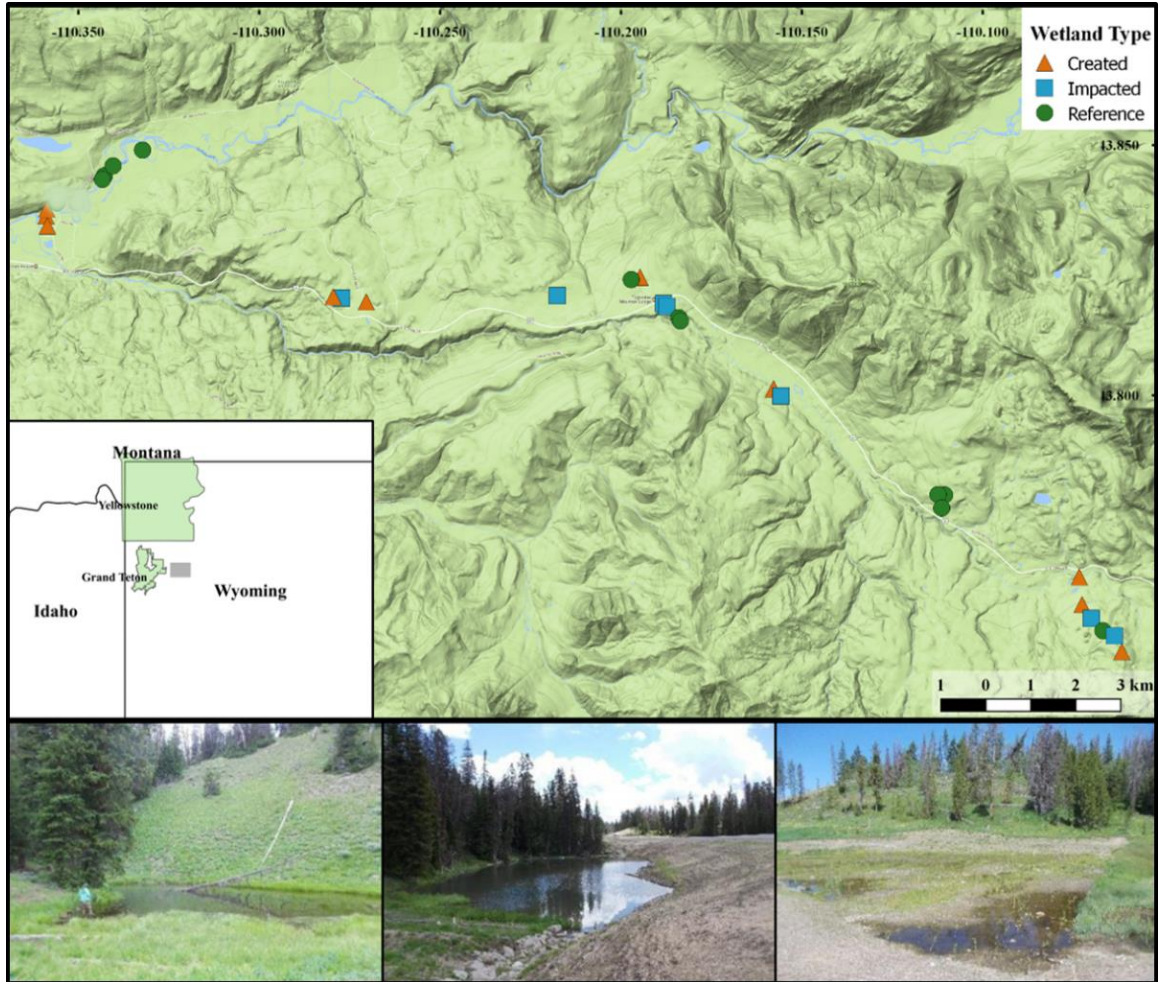 -110.350 -110.300 -110.250 -110.200 -110.150 -110.100
Wetland Type
Created
Impacted
Reference
43.850
43.800
Montana
Yellowstone
Grand Teton
Wyoming
Idaho
1 0 1 2 3 km